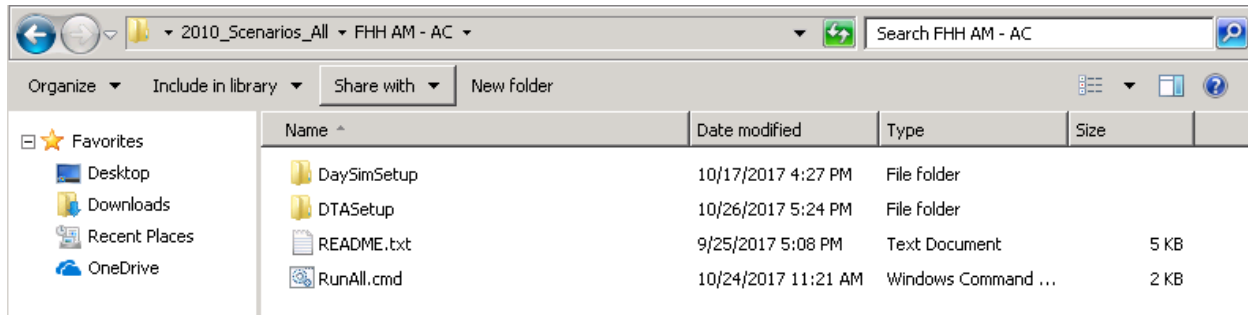 2010_Scenarios_All FHH AM - AC Search FHH AM - AC
Organize Include in library Share with New folder
Favorites
Desktop
Downloads
Recent Places
OneDrive
Name Date modified Type Size
DaySimSetup 10/17/2017 4:27 PM File folder
DTASetup 10/26/2017 5:24 PM File folder
README.txt 9/25/2017 5:08 PM Text Document 5 KB
RunAll.cmd 10/24/2017 11:21 AM Windows Command ... 2 KB